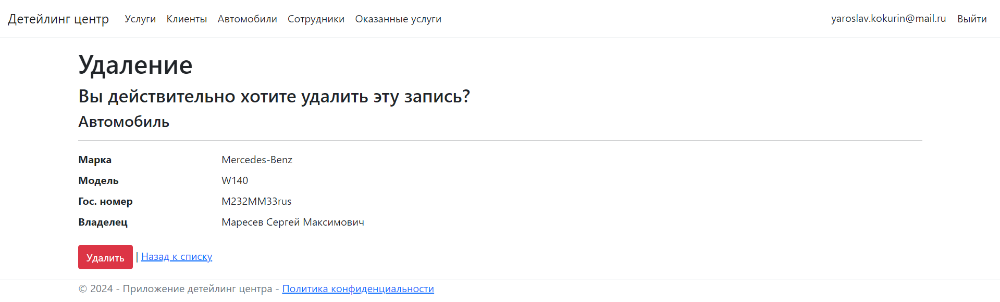 Детейлинг центр Услуги Клиенты Автомобили Сотрудники Оказанные услуги yaroslav.kokurin@mail.ru Выйти
Удаление
Вы действительно хотите удалить эту запись?
Автомобиль
Марка Mercedes-Benz
Модель W140
Гос. номер М232ММ33rus
Владелец Маресев Сергей Максимович
Удалить | Назад к списку
© 2024 - Приложение детейлинг центра - Политика конфиденциальности